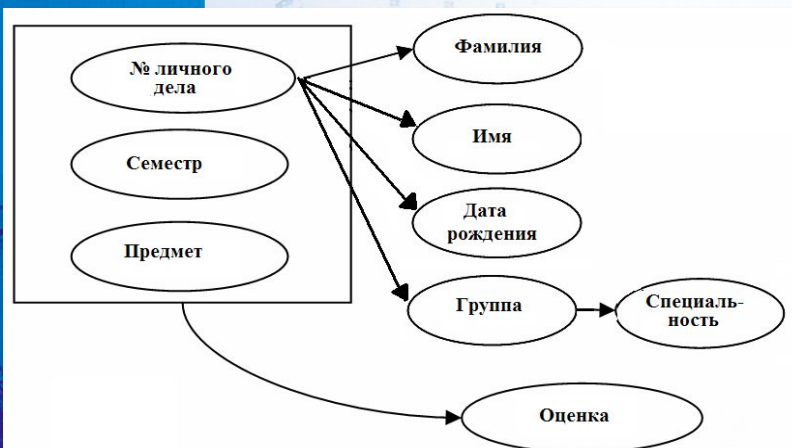 № личного
дела
Семестр
Предмет
Фамилия
Имя
Дата
рождения
Группа
Специаль-
ность
Оценка